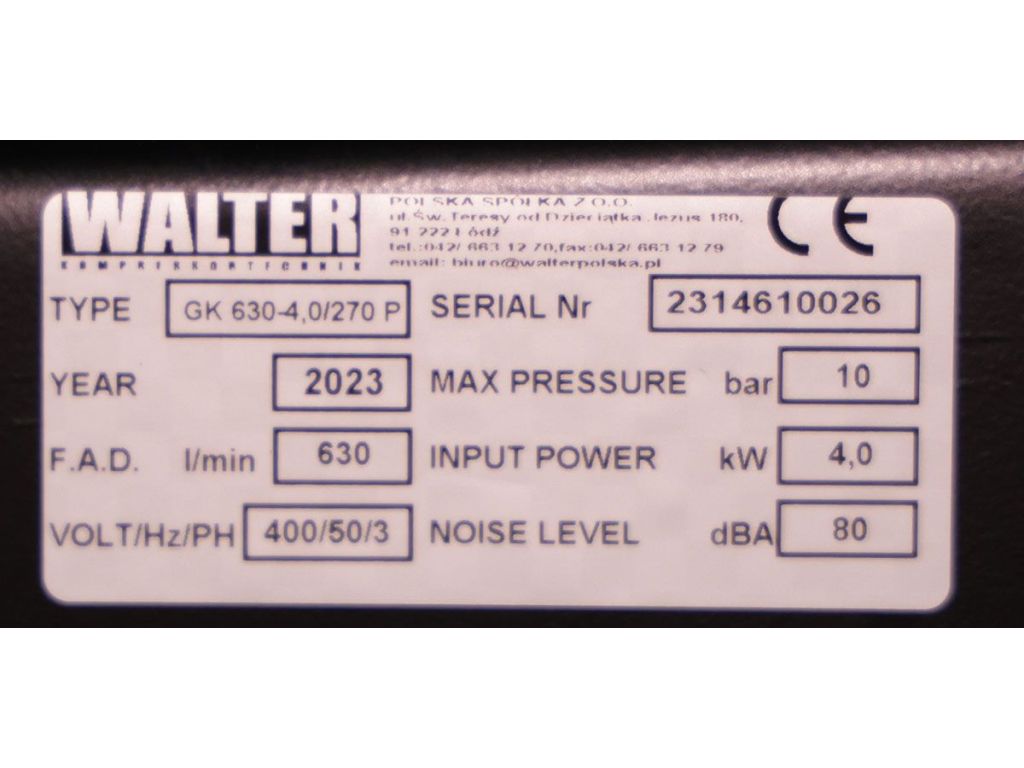 WALTER
KOMPRESSORTECHNIK
POLSKA SPÓŁKA Z O.O.
ul.Św.Teresy od Dzieciątka Jezus 180,
91 222 Łódź
tel.:042/ 663 12 70,fax:042/ 663 12 79
email: biuro@walterpolska.pl
CE
TYPE GK 630-4,0/270 P SERIAL Nr 2314610026
YEAR 2023 MAX PRESSURE bar 10
F.A.D. l/min 630 INPUT POWER kW 4,0
VOLT/Hz/PH 400/50/3 NOISE LEVEL dBA 80